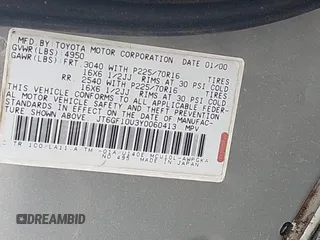 MFD.BY:TOYOTA MOTOR CORPORATION DATE 01/00
GVWR(LBS) 4950
GAWR(LBS) FRT. 3040 WITH P225/70R16 TIRES
16X6 1/2JJ RIMS AT 30 PSI COLD
RR 2540 WITH P225/70R16 TIRES
16X6 1/2JJ RIMS AT 30 PSI COLD
THIS VEHICLE CONFORMS TO ALL APPLICABLE FEDER-
AL MOTOR VEHICLE SAFETY AND THEFT PREVENTION
STANDARDS IN EFFECT ON THE DATE OF MANUFAC-
TURE SHOWN ABOVE. JT6GF10U3Y0060413 MPV
NO 495 MADE IN JAPAN
DREAMBID